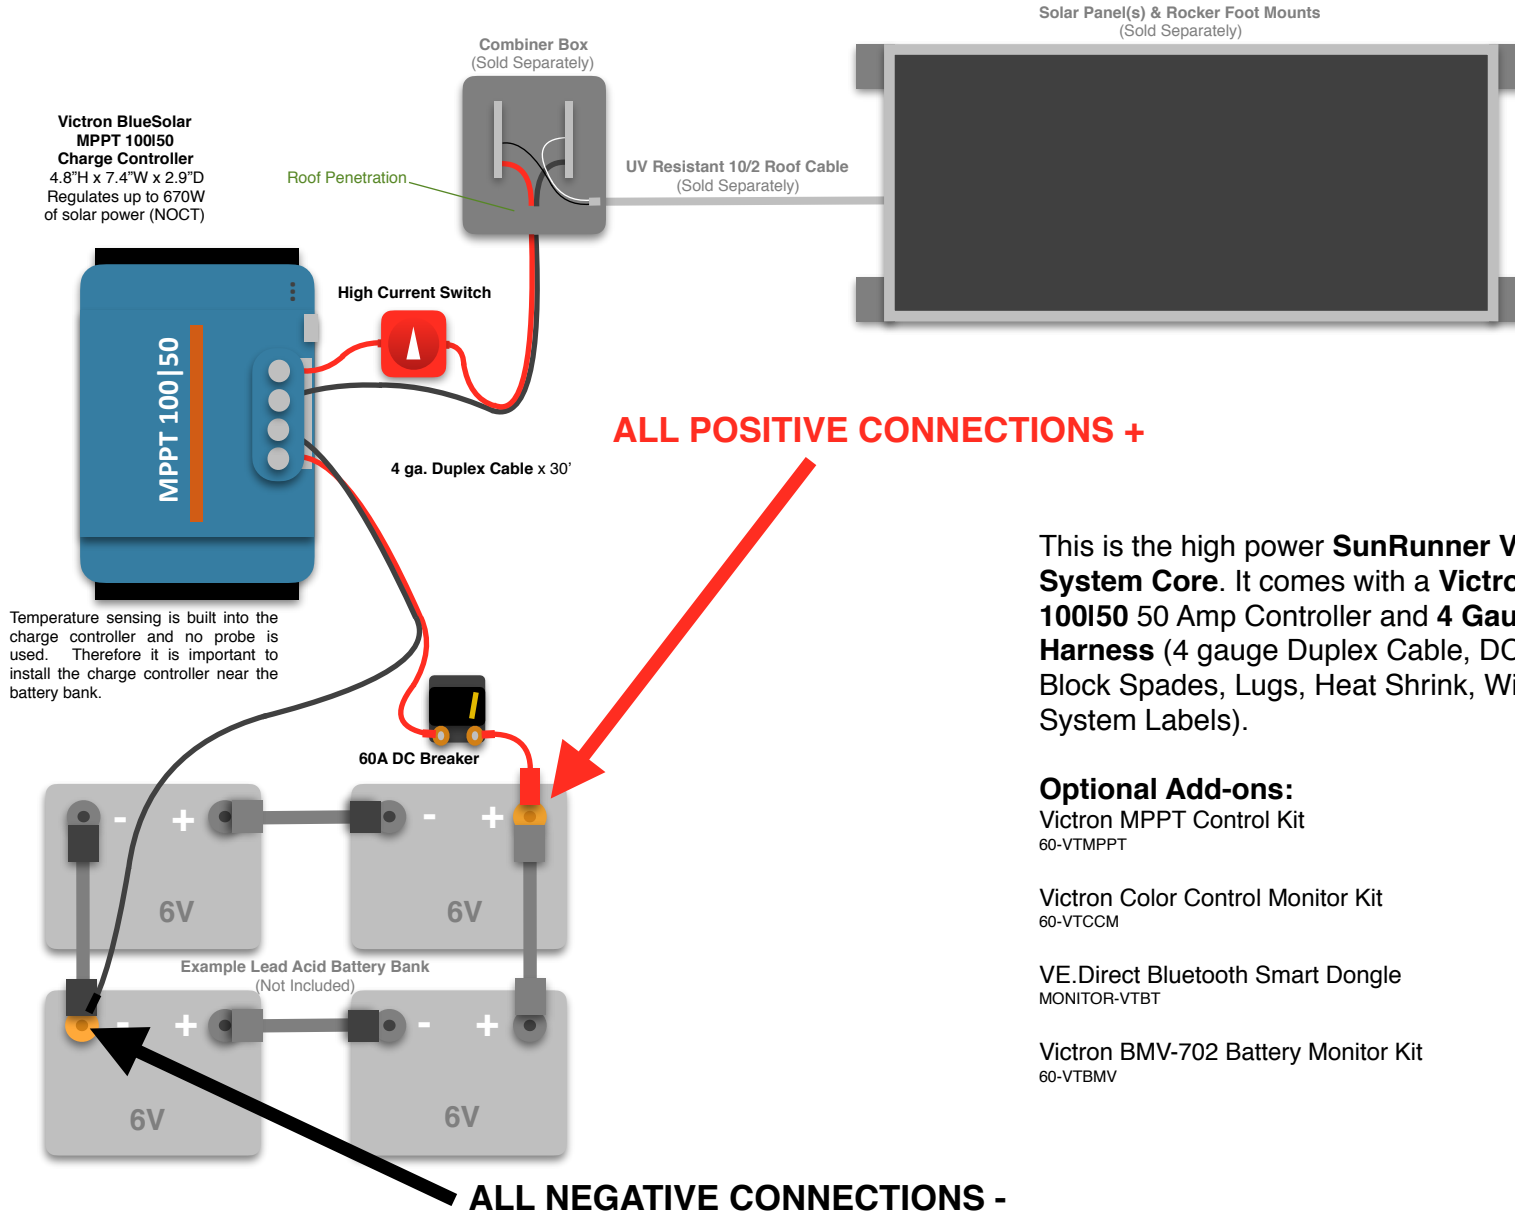 Solar Panel(s) & Rocker Foot Mounts
(Sold Separately)
Combiner Box
(Sold Separately)
Victron BlueSolar
MPPT 100|50
Charge Controller
4.8”H x 7.4”W x 2.9”D
Regulates up to 670W
of solar power (NOCT)
Roof Penetration
UV Resistant 10/2 Roof Cable
(Sold Separately)
High Current Switch
MPPT 100|50
ALL POSITIVE CONNECTIONS +
4 ga. Duplex Cable x 30’
This is the high power SunRunner V
System Core. It comes with a Victro
100|50 50 Amp Controller and 4 Gau
Harness (4 gauge Duplex Cable, DC
Block Spades, Lugs, Heat Shrink, Wi
System Labels).
Temperature sensing is built into the
charge controller and no probe is
used. Therefore it is important to
install the charge controller near the
battery bank.
60A DC Breaker
Optional Add-ons:
Victron MPPT Control Kit
60-VTMPPT
Victron Color Control Monitor Kit
60-VTCCM
VE.Direct Bluetooth Smart Dongle
MONITOR-VTBT
Victron BMV-702 Battery Monitor Kit
60-VTBMV
- + - +
6V 6V
Example Lead Acid Battery Bank
(Not Included)
- + - +
6V 6V
ALL NEGATIVE CONNECTIONS -